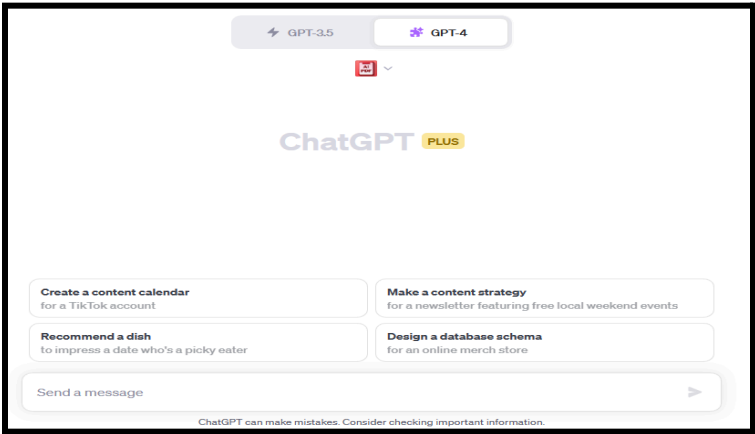 GPT-3.5 GPT-4
ChatGPT PLUS
Create a content calendar
for a TikTok account
Make a content strategy
for a newsletter featuring free local weekend events
Recommend a dish
to impress a date who's a picky eater
Design a database schema
for an online merch store
Send a message
ChatGPT can make mistakes. Consider checking important information.